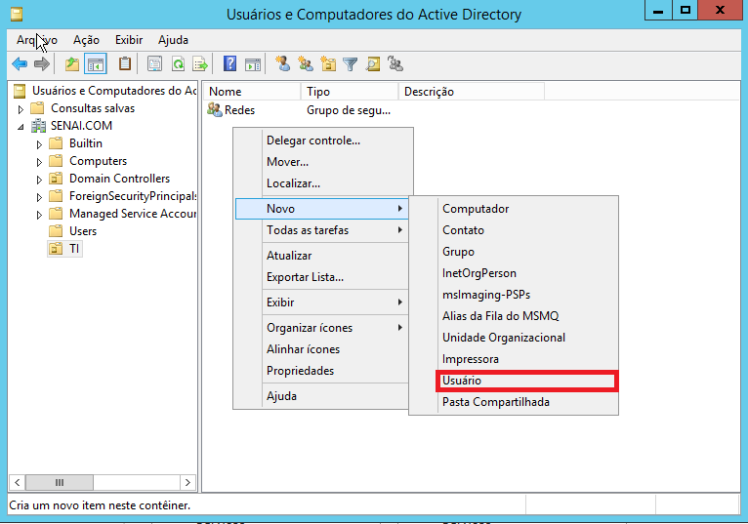 Usuários e Computadores do Active Directory
Arquivo Ação Exibir Ajuda
Usuários e Computadores do Ac
Consultas salvas
SENAI.COM
Builtin
Computers
Domain Controllers
ForeignSecurityPrincipals
Managed Service Accour
Users
TI
Nome Tipo Descrição
Redes Grupo de segu...
Delegar controle...
Mover...
Localizar...
Novo
Todas as tarefas
Atualizar
Exportar Lista...
Exibir
Organizar ícones
Alinhar ícones
Propriedades
Ajuda
Computador
Contato
Grupo
InetOrgPerson
msImaging-PSPs
Alias da Fila do MSMQ
Unidade Organizacional
Impressora
Usuário
Pasta Compartilhada
Cria um novo item neste contêiner.